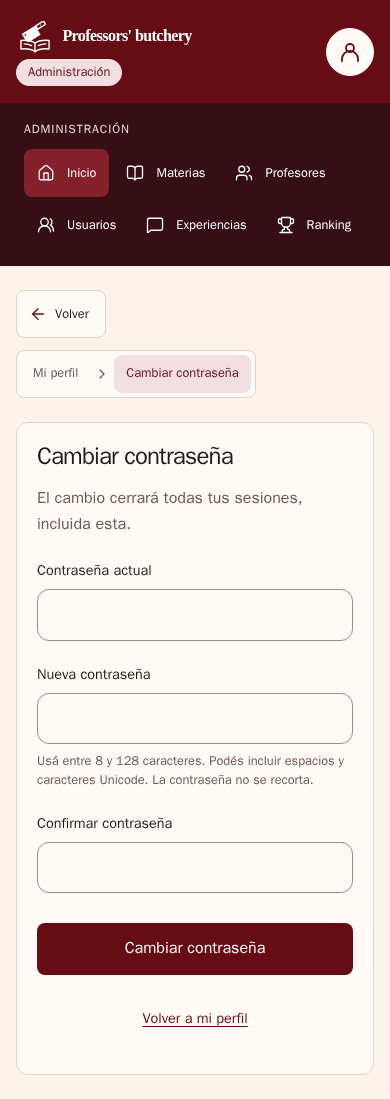 Professors' butchery
Administración
ADMINISTRACIÓN
Inicio
Materias
Profesores
Usuarios
Experiencias
Ranking
Volver
Mi perfil
Cambiar contraseña
Cambiar contraseña
El cambio cerrará todas tus sesiones,
incluida esta.
Contraseña actual
Nueva contraseña
Usá entre 8 y 128 caracteres. Podés incluir espacios y
caracteres Unicode. La contraseña no se recorta.
Confirmar contraseña
Cambiar contraseña
Volver a mi perfil